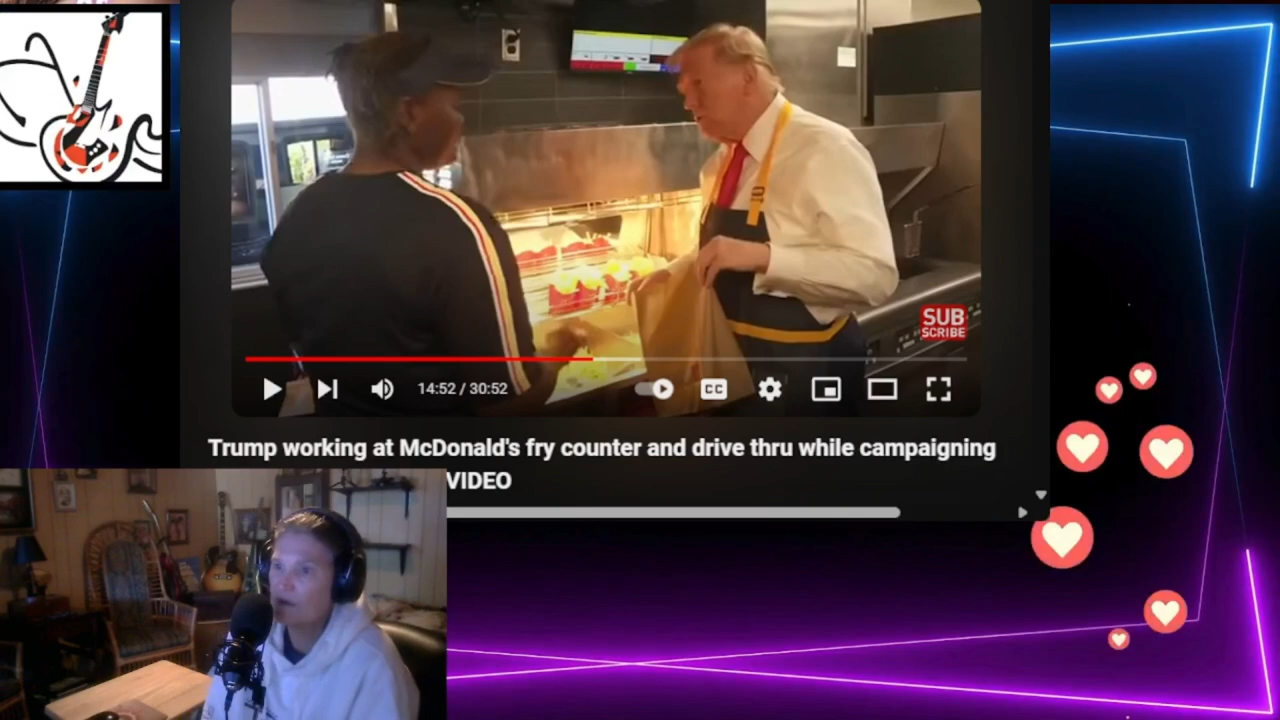 SUB
SCRIBE
14:52 / 30:52
CC
Trump working at McDonald's fry counter and drive thru while campaigning
VIDEO